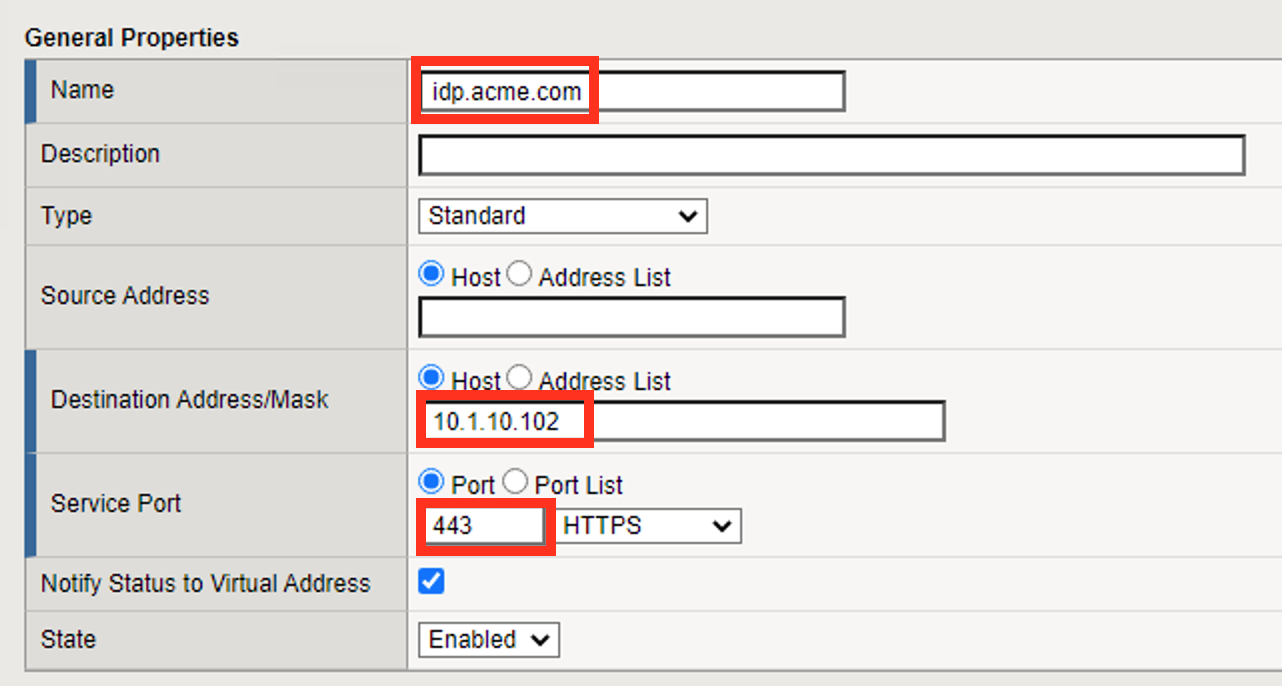 General Properties
Name idp.acme.com
Description
Type Standard
Source Address Host Address List
Destination Address/Mask Host Address List
10.1.10.102
Service Port Port Port List
443 HTTPS
Notify Status to Virtual Address
State Enabled